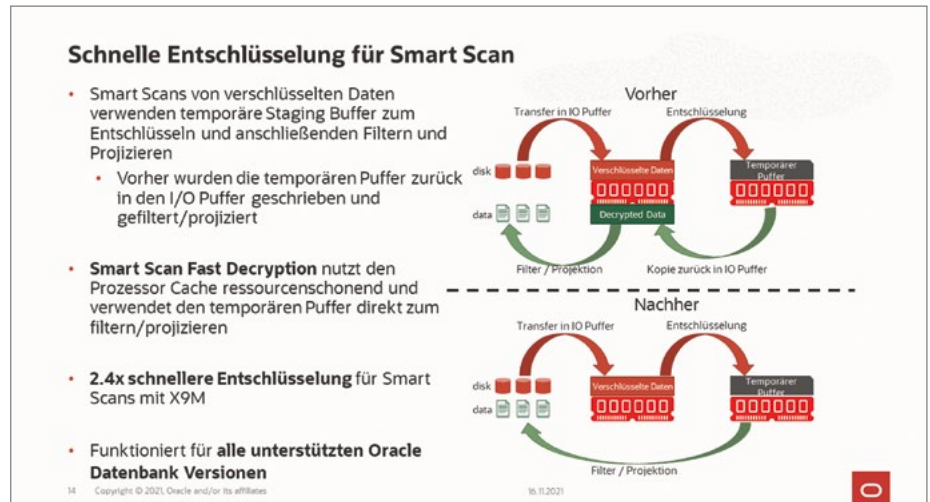 Schnelle Entschlüsselung für Smart Scan
• Smart Scans von verschlüsselten Daten
verwenden temporäre Staging Buffer zum
Entschlüsseln und anschließenden Filtern und
Projizieren
• Vorher wurden die temporären Puffer zurück
in den I/O Puffer geschrieben und
gefiltert/projiziert
• Smart Scan Fast Decryption nutzt den
Prozessor Cache ressourcenschonend und
verwendet den temporären Puffer direkt zum
filtern/projizieren
• 2.4x schnellere Entschlüsselung für Smart
Scans mit X9M
• Funktioniert für alle unterstützten Oracle
Datenbank Versionen
Vorher
Transfer in IO Puffer
Entschlüsselung
disk
Verschlüsselte Daten
Temporärer
Puffer
data
Decrypted Data
Filter / Projektion
Kopie zurück in IO Puffer
Nachher
Transfer in IO Puffer
Entschlüsselung
disk
Verschlüsselte Daten
Temporärer
Puffer
data
Filter / Projektion
14 Copyright © 2021, Oracle and/or its affiliates
16.11.2021